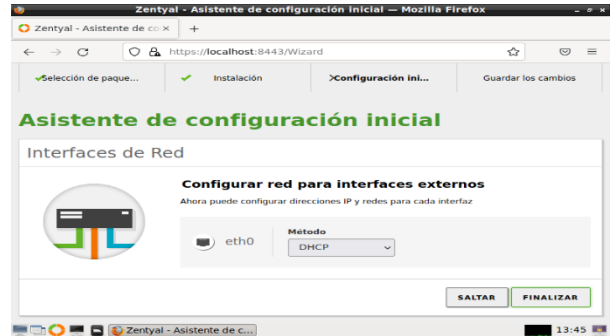 Zentyal - Asistente de configuración inicial — Mozilla Firefox
Zentyal - Asistente de co
https://localhost:8443/Wizard
Selección de paque...
Instalación
Configuración ini...
Guardar los cambios
Asistente de configuración inicial
Interfaces de Red
Configurar red para interfaces externos
Ahora puede configurar direcciones IP y redes para cada interfaz
Método
eth0
DHCP
SALTAR
FINALIZAR
Zentyal - Asistente de c...
13:45